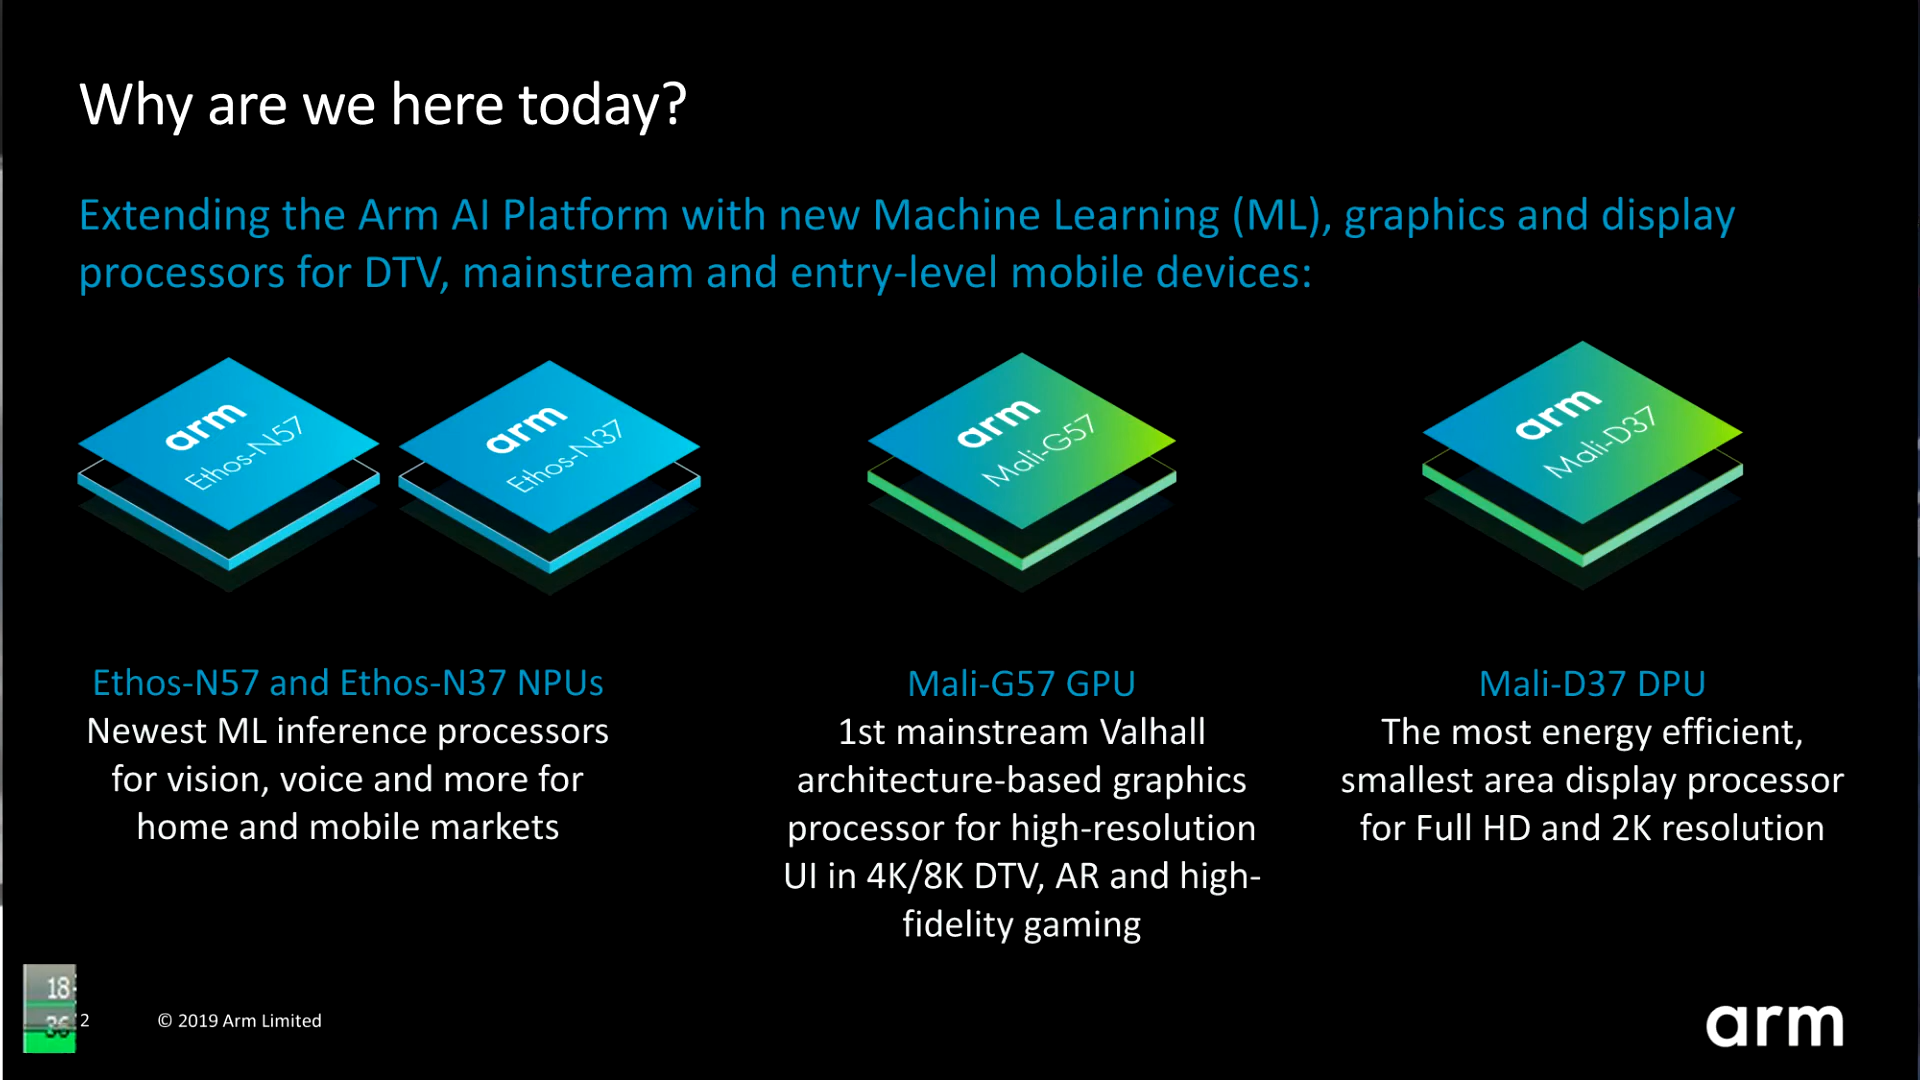 Why are we here today?
Extending the Arm AI Platform with new Machine Learning (ML), graphics and display
processors for DTV, mainstream and entry-level mobile devices:
arm
Ethos-N57
arm
Ethos-N37
arm
Mali-G57
arm
Mali-D37
Ethos-N57 and Ethos-N37 NPUs
Newest ML inference processors
for vision, voice and more for
home and mobile markets
Mali-G57 GPU
1st mainstream Valhall
architecture-based graphics
processor for high-resolution
UI in 4K/8K DTV, AR and high-
fidelity gaming
Mali-D37 DPU
The most energy efficient,
smallest area display processor
for Full HD and 2K resolution
18
2
© 2019 Arm Limited
arm